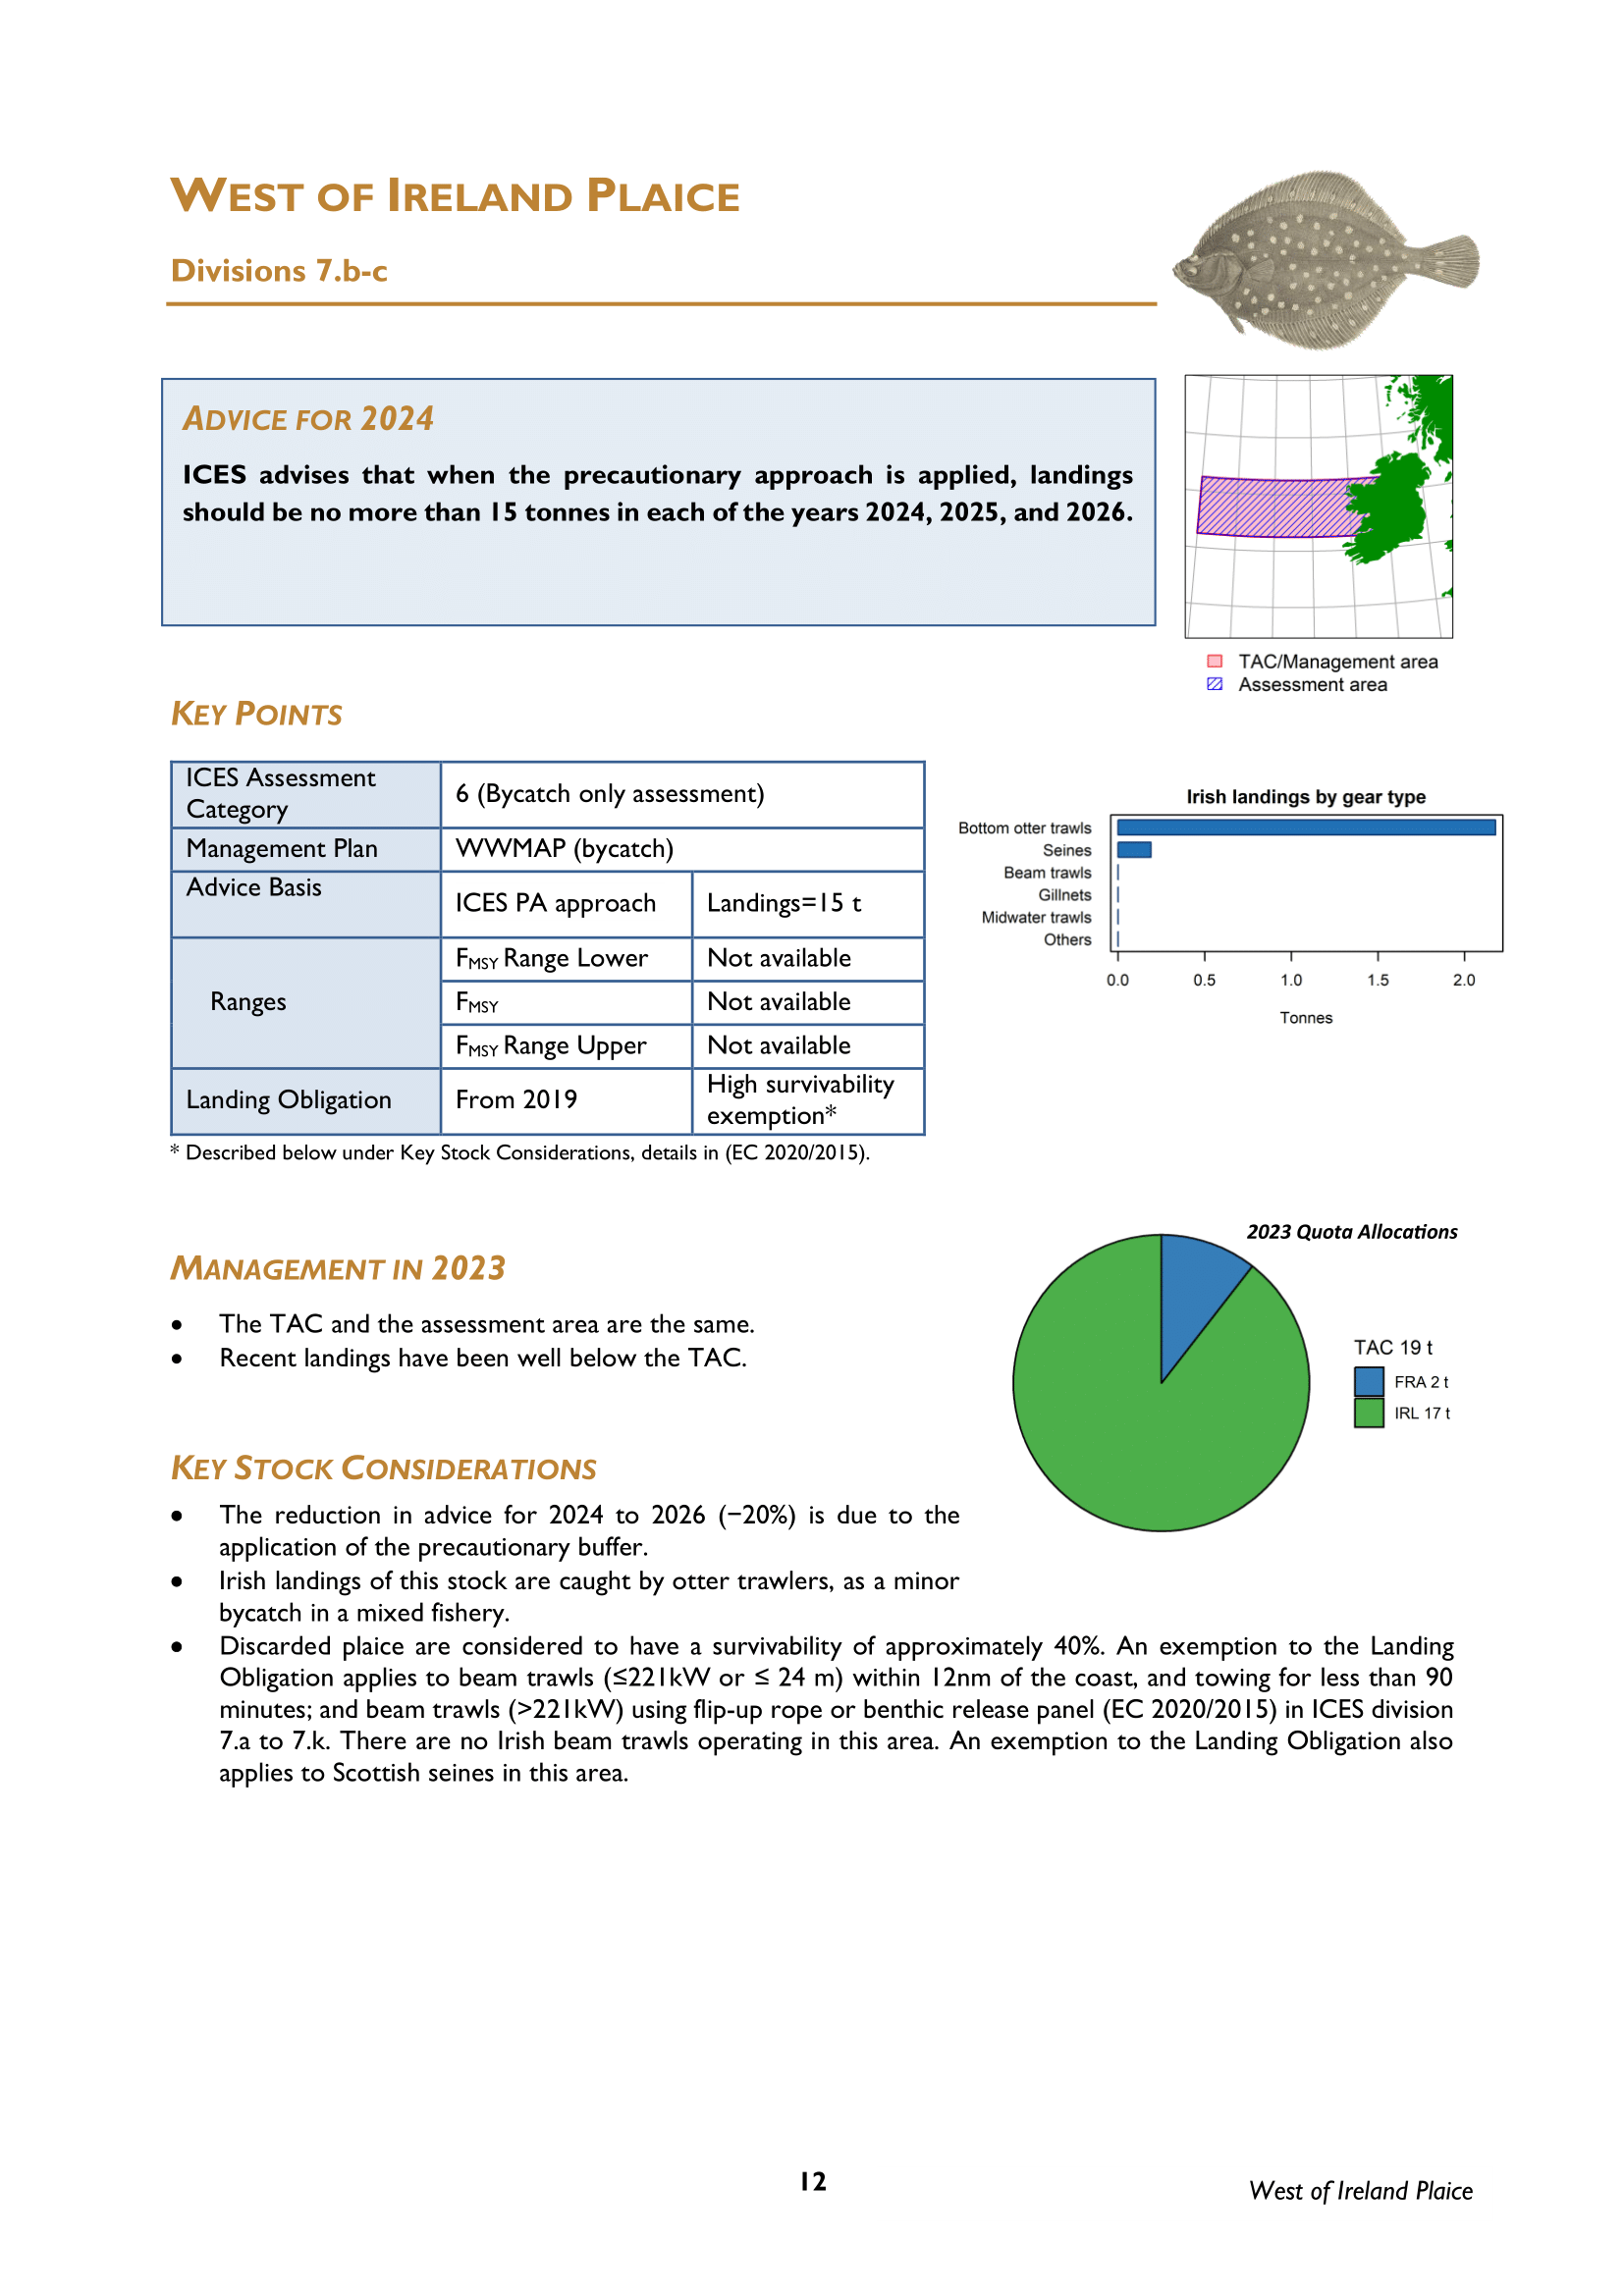 WEST OF IRELAND PLAICE
Divisions 7.b-c
ADVICE FOR 2024
ICES advises that when the precautionary approach is applied, landings
should be no more than 15 tonnes in each of the years 2024, 2025, and 2026.
TAC/Management area
Assessment area
KEY POINTS
ICES Assessment
Category
6 (Bycatch only assessment)
Management Plan
WWMAP (bycatch)
Advice Basis
ICES PA approach
Landings=15 t
Ranges
FMSY Range Lower
Not available
FMSY
Not available
FMSY Range Upper
Not available
Landing Obligation
From 2019
High survivability
exemption*
* Described below under Key Stock Considerations, details in (EC 2020/2015).
Irish landings by gear type
Bottom otter trawls
Seines
Beam trawls
Gillnets
Midwater trawls
Others
0.0 0.5 1.0 1.5 2.0
Tonnes
MANAGEMENT IN 2023
• The TAC and the assessment area are the same.
• Recent landings have been well below the TAC.
2023 Quota Allocations
TAC 19 t
FRA 2 t
IRL 17 t
KEY STOCK CONSIDERATIONS
• The reduction in advice for 2024 to 2026 (−20%) is due to the
application of the precautionary buffer.
• Irish landings of this stock are caught by otter trawlers, as a minor
bycatch in a mixed fishery.
• Discarded plaice are considered to have a survivability of approximately 40%. An exemption to the Landing
Obligation applies to beam trawls (≤221kW or ≤ 24 m) within 12nm of the coast, and towing for less than 90
minutes; and beam trawls (>221kW) using flip-up rope or benthic release panel (EC 2020/2015) in ICES division
7.a to 7.k. There are no Irish beam trawls operating in this area. An exemption to the Landing Obligation also
applies to Scottish seines in this area.
12
West of Ireland Plaice